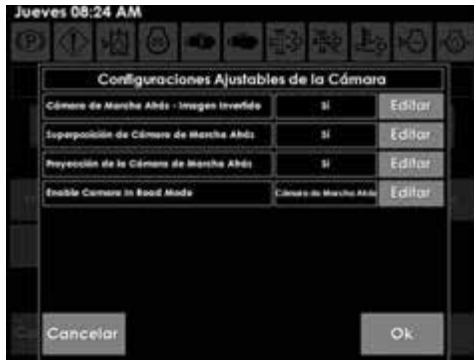 Jueves 08:24 AM
Configuraciones Ajustables de la Cámara
Cámara de Marcha Atrás - Imagen Invertida Sí Editar
Superposición de Cámara de Marcha Atrás Sí Editar
Proyección de la Cámara de Marcha Atrás Sí Editar
Enable Camera In Road Mode Cámara de Marcha Atrás Editar
Cancelar Ok